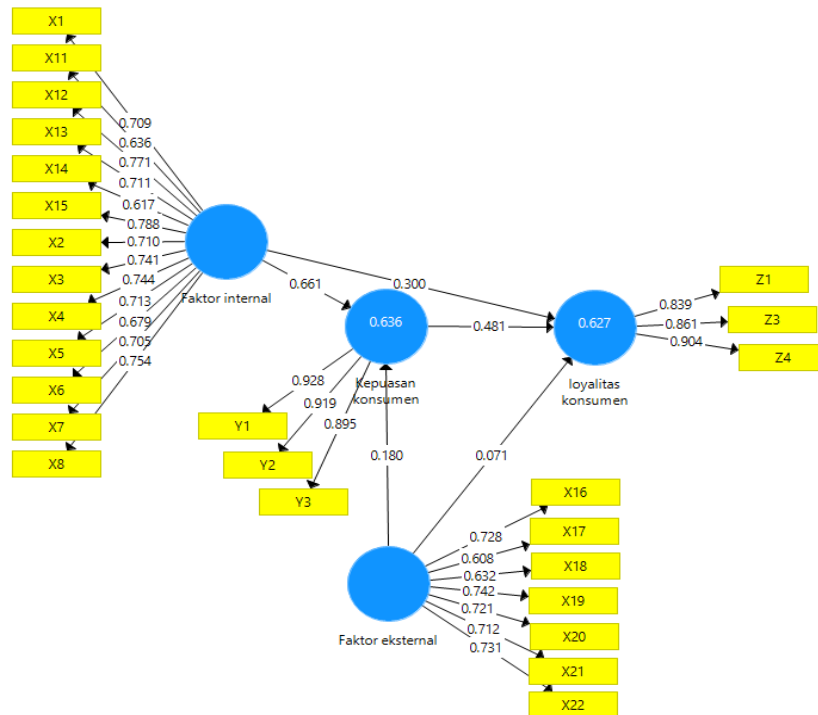 X1
X11
X12
X13
X14
X15
X2
X3
X4
X5
X6
X7
X8
0.709
0.636
0.771
0.711
0.617
0.788
0.710
0.741
0.744
0.713
0.679
0.705
0.754
Faktor internal
0.661
0.300
0.636
Kepuasan
konsumen
0.481
0.627
loyalitas
konsumen
0.839
0.861
0.904
Z1
Z3
Z4
0.928
0.919
0.895
Y1
Y2
Y3
0.180
0.071
Faktor eksternal
0.728
0.608
0.632
0.742
0.721
0.712
0.731
X16
X17
X18
X19
X20
X21
X22